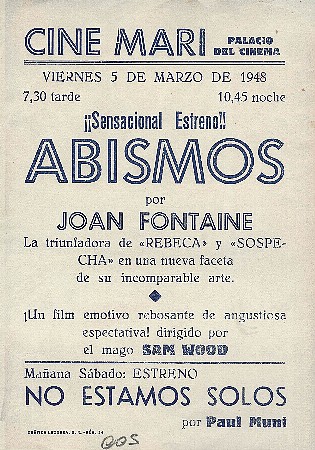 CINE MARI PALACIO
DEL CINEMA
VIERNES 5 DE MARZO DE 1948
7,30 tarde 10,45 noche
¡¡Sensacional Estreno!!
ABISMOS
por
JOAN FONTAINE
La triunfadora de «REBECA» y «SOSPE-
CHA» en una nueva faceta
de su incomparable arte.
¡Un film emotivo rebosante de angustiosa
espectativa! dirigido por
el mago SAM WOOD
Mañana Sábado: ESTRENO
NO ESTAMOS SOLOS
por Paul Muni